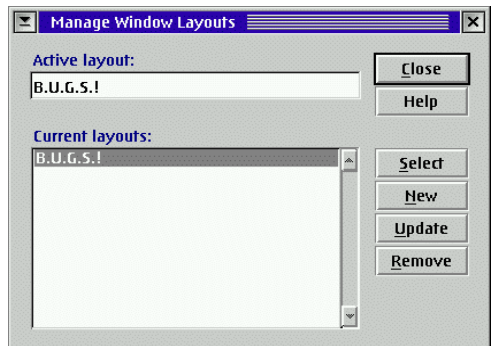 Manage Window Layouts
Active layout:
B.U.G.S.!
Close
Help
Current layouts:
B.U.G.S.!
Select
New
Update
Remove